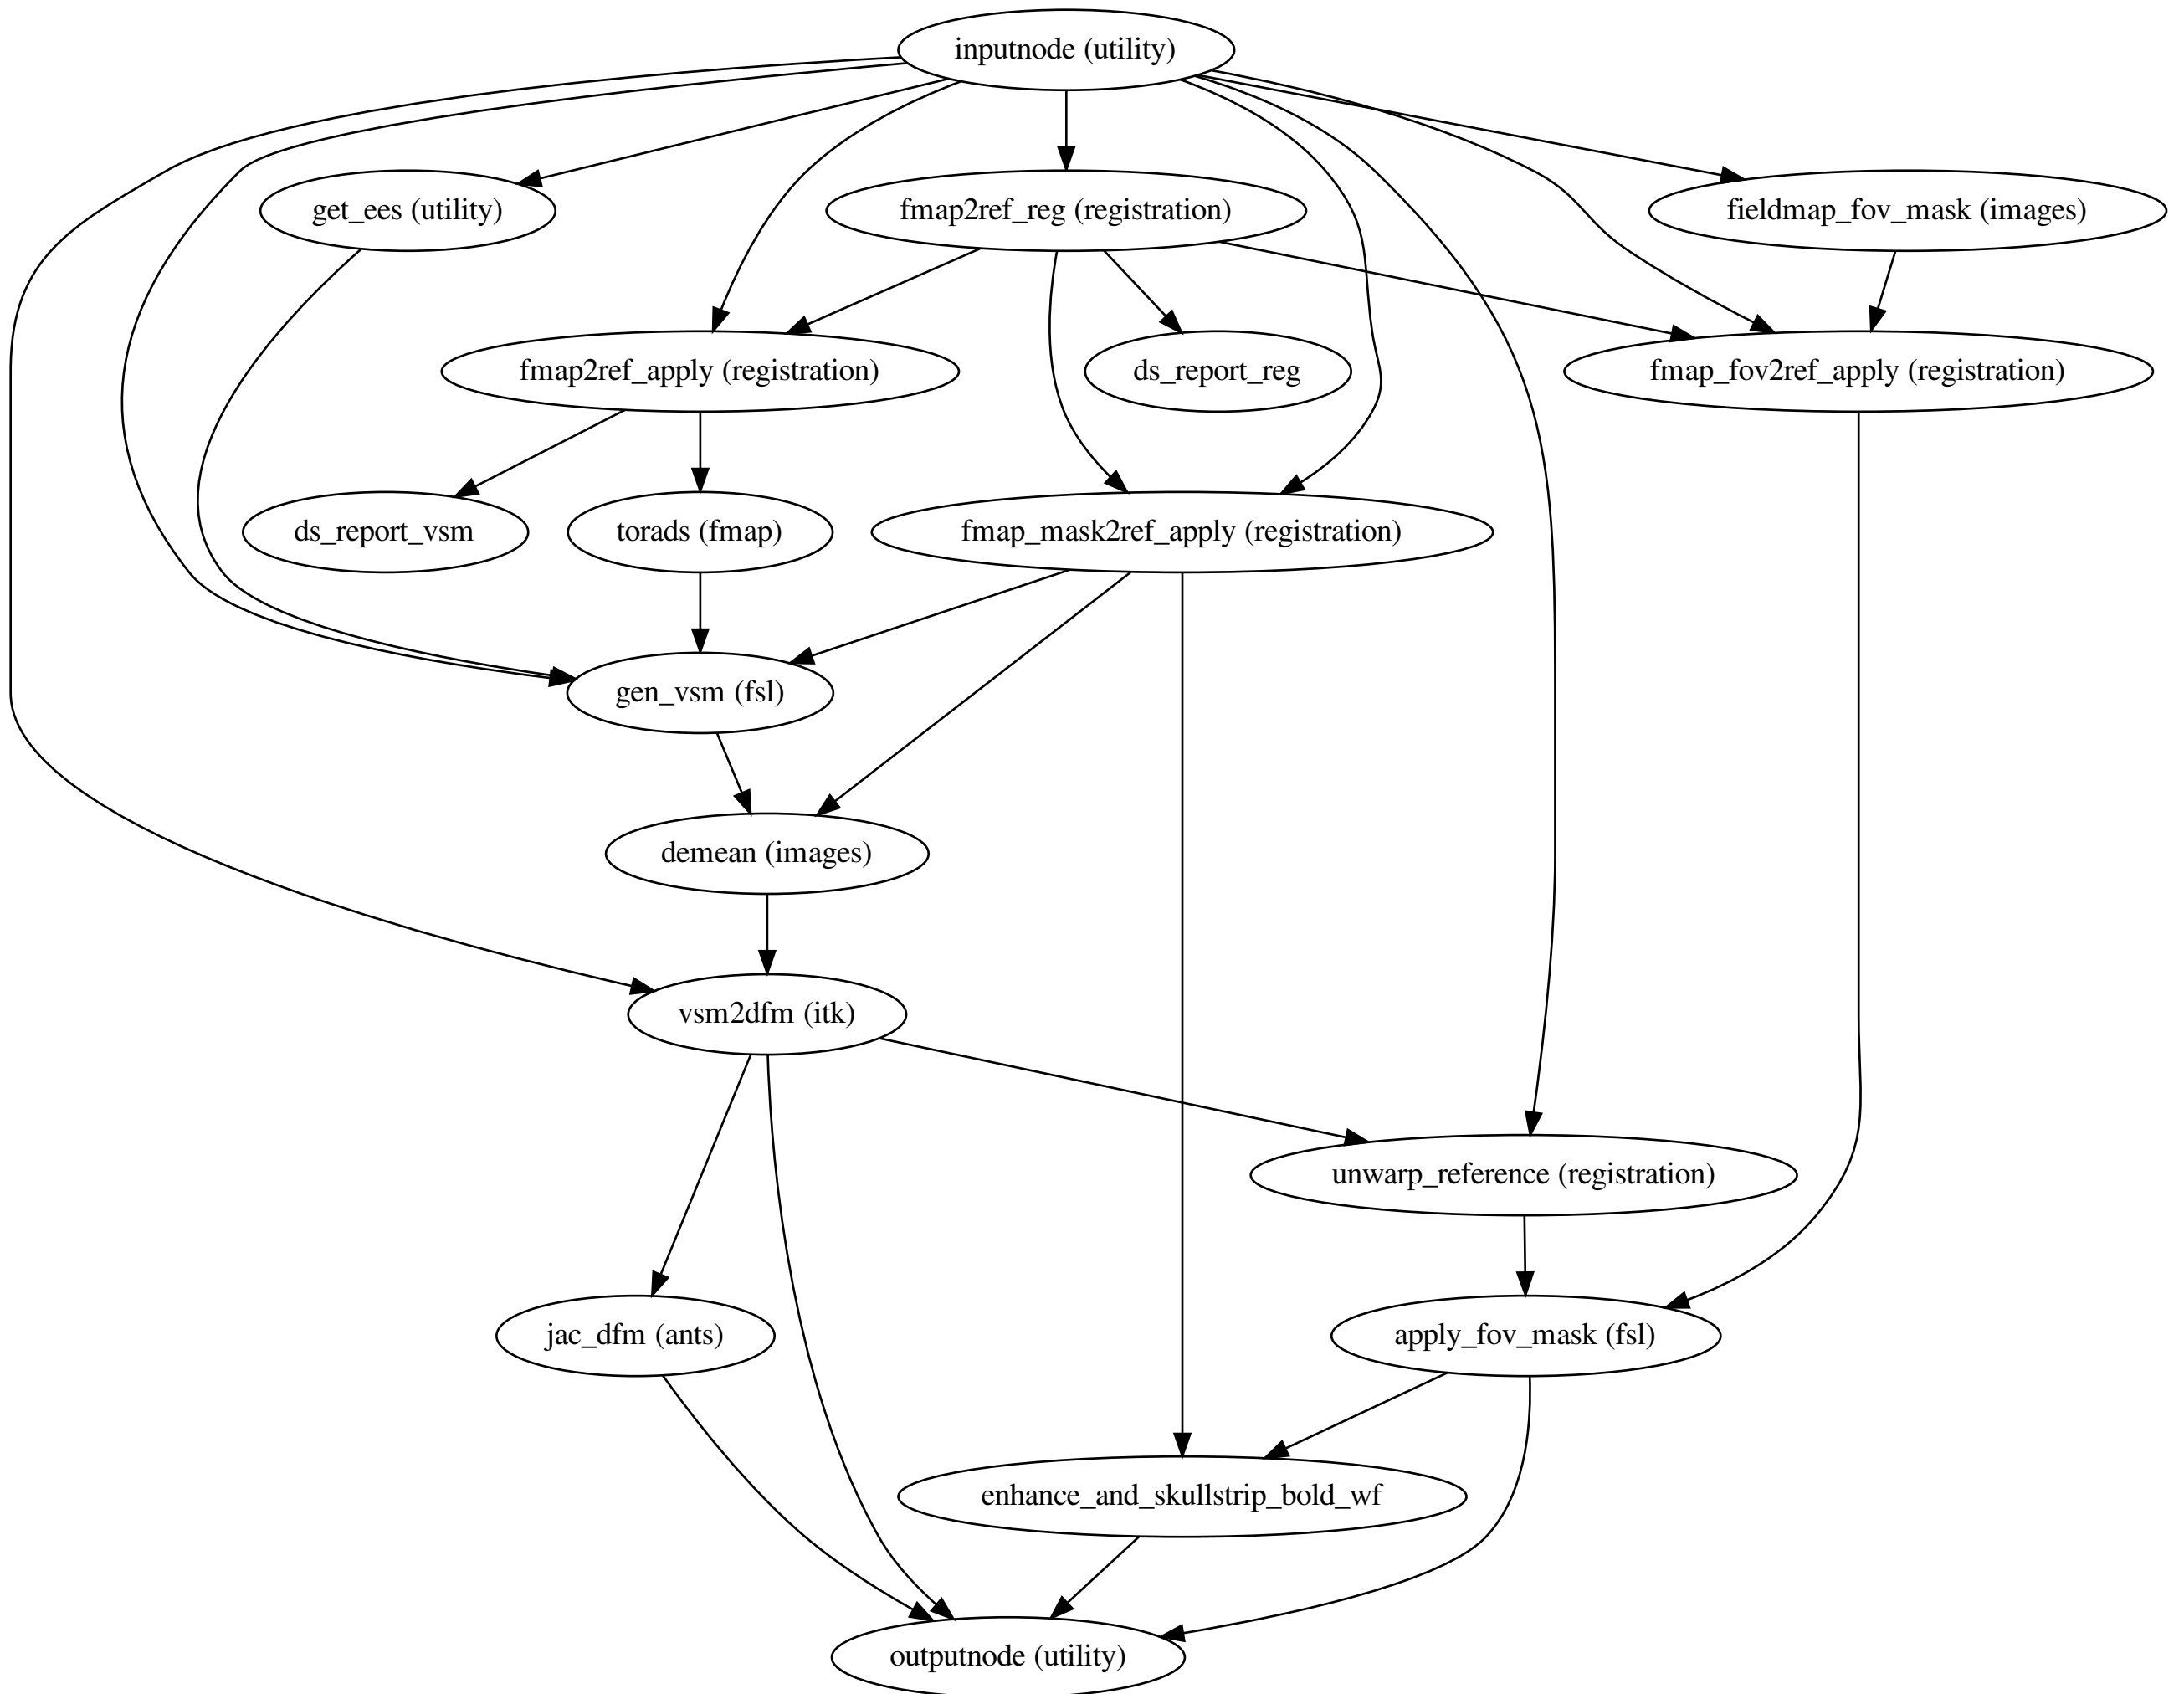 inputnode (utility)
get_ees (utility)
fmap2ref_reg (registration)
fieldmap_fov_mask (images)
fmap2ref_apply (registration)
ds_report_reg
fmap_fov2ref_apply (registration)
ds_report_vsm
torads (fmap)
fmap_mask2ref_apply (registration)
gen_vsm (fsl)
demean (images)
vsm2dfm (itk)
unwarp_reference (registration)
jac_dfm (ants)
apply_fov_mask (fsl)
enhance_and_skullstrip_bold_wf
outputnode (utility)